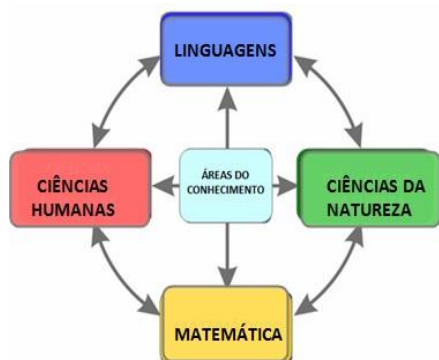 LINGUAGENS
CIÊNCIAS
HUMANAS
ÁREAS DO
CONHECIMENTO
CIÊNCIAS DA
NATUREZA
MATEMÁTICA